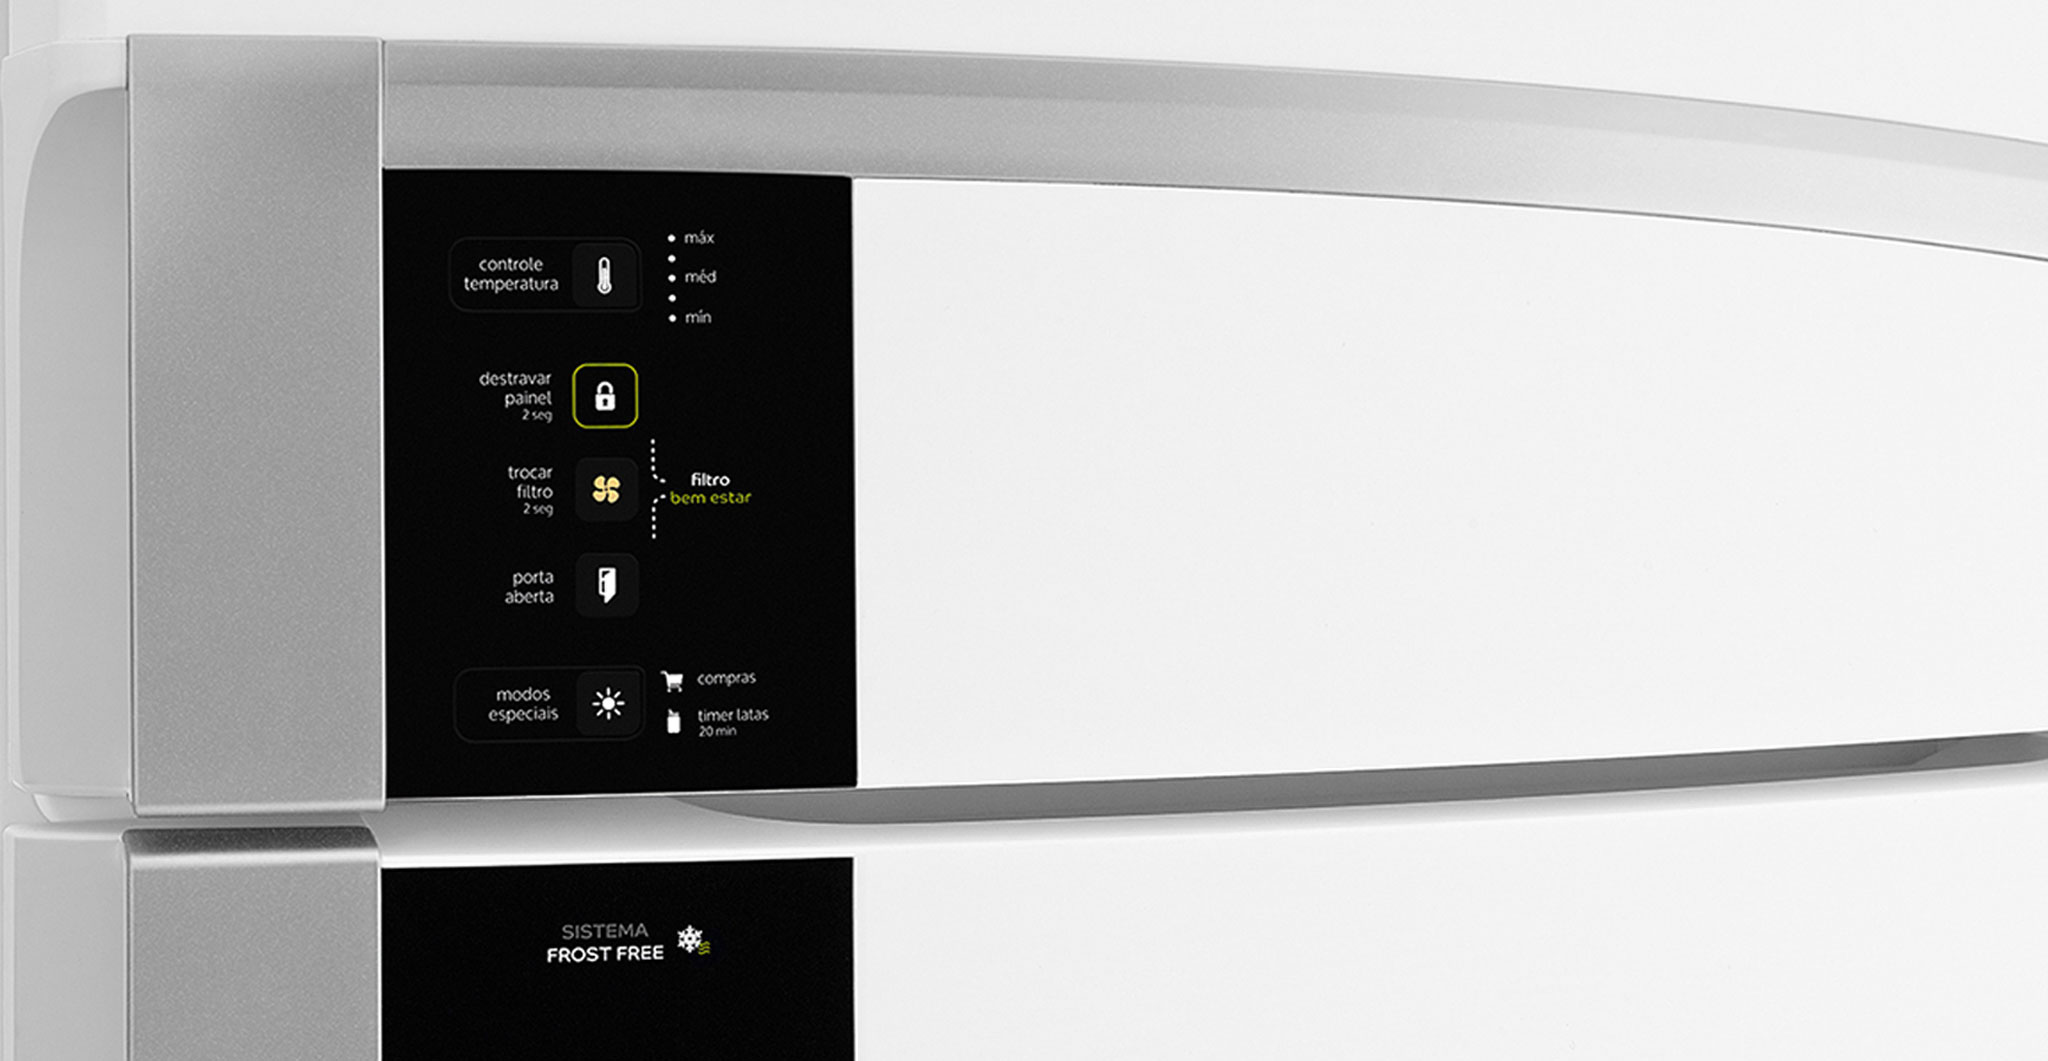 controle
temperatura
máx
méd
mín
destravar
painel
2 seg
trocar
filtro
2 seg
filtro
bem estar
porta
aberta
modos
especiais
compras
timer latas
20 min
SISTEMA
FROST FREE